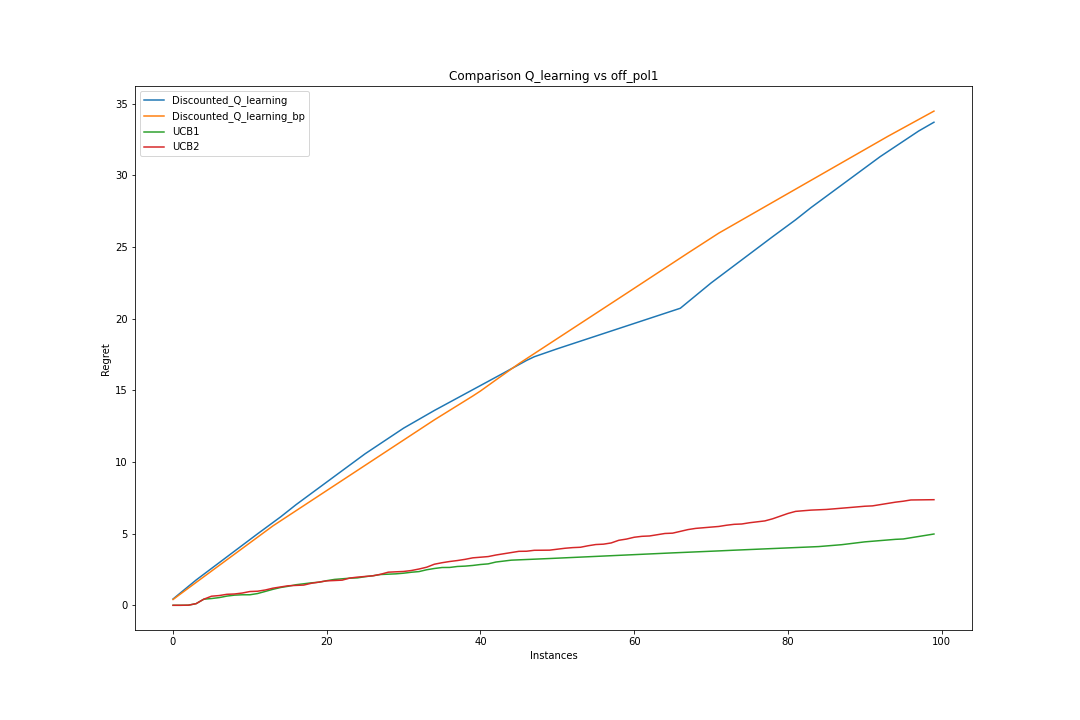 Comparison Q_learning vs off_pol1
Discounted_Q_learning
Discounted_Q_learning_bp
UCB1
UCB2
35
30
25
20
15
10
5
0
Regret
0 20 40 60 80 100
Instances